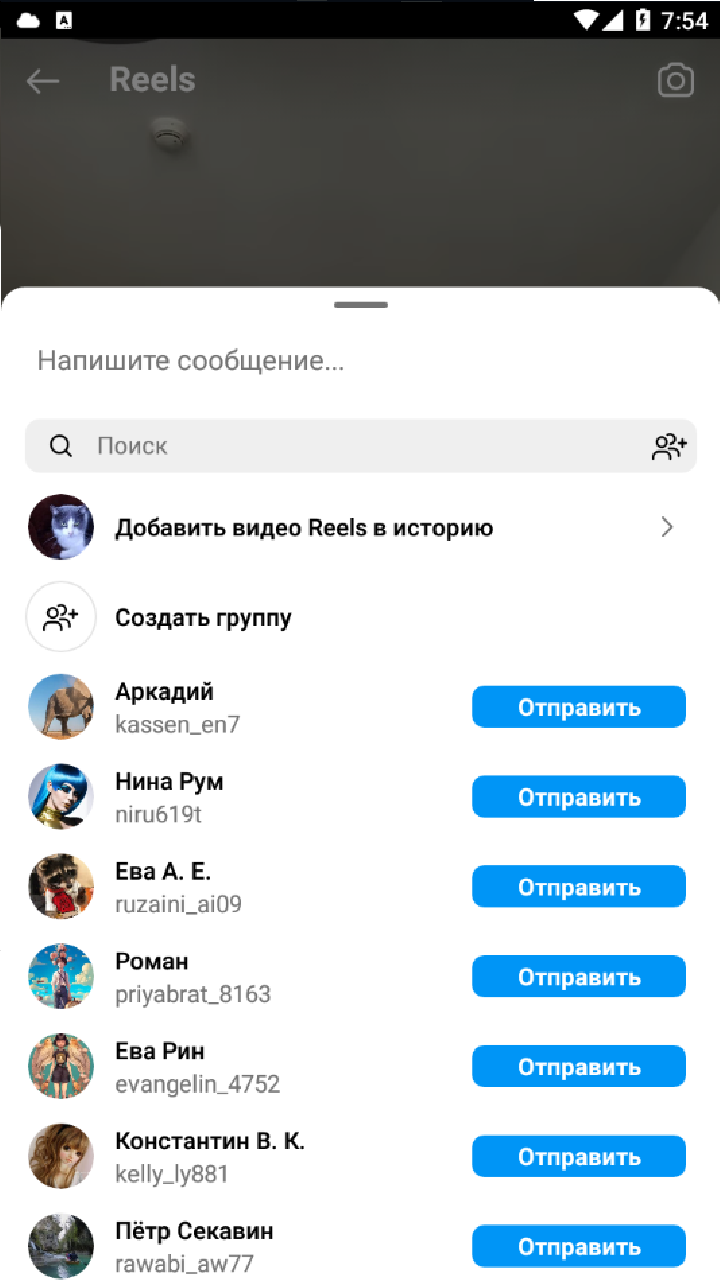 7:54
Reels
Напишите сообщение...
Поиск
Добавить видео Reels в историю
Создать группу
Аркадий
kassen_en7
Отправить
Нина Рум
niru619t
Отправить
Ева А. Е.
ruzaini_ai09
Отправить
Роман
priyabrat_8163
Отправить
Ева Рин
evangelin_4752
Отправить
Константин В. К.
kelly_ly881
Отправить
Пётр Секавин
rawabi_aw77
Отправить